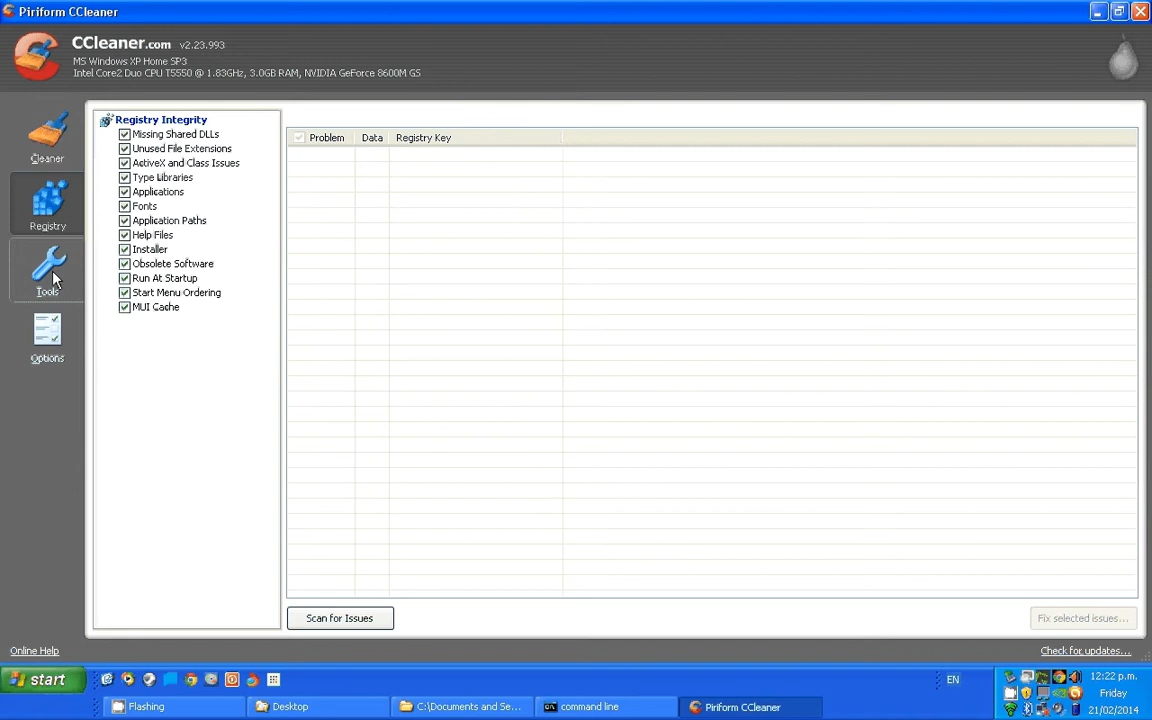 Piriform CCleaner
CCleaner.com v2.23.993
MS Windows XP Home SP3
Intel Core2 Duo CPU T5550 @ 1.83GHz, 3.0GB RAM, NVIDIA GeForce 8600M GS
Cleaner
Registry
Tools
Options
Registry Integrity
Missing Shared DLLs
Unused File Extensions
ActiveX and Class Issues
Type Libraries
Applications
Fonts
Application Paths
Help Files
Installer
Obsolete Software
Run At Startup
Start Menu Ordering
MUI Cache
Problem Data Registry Key
Scan for Issues
Fix selected issues...
Online Help
Check for updates...
start
EN
12:22 p.m.
Friday
21/02/2014
Flashing
Desktop
C:\Documents and Se...
command line
Piriform CCleaner